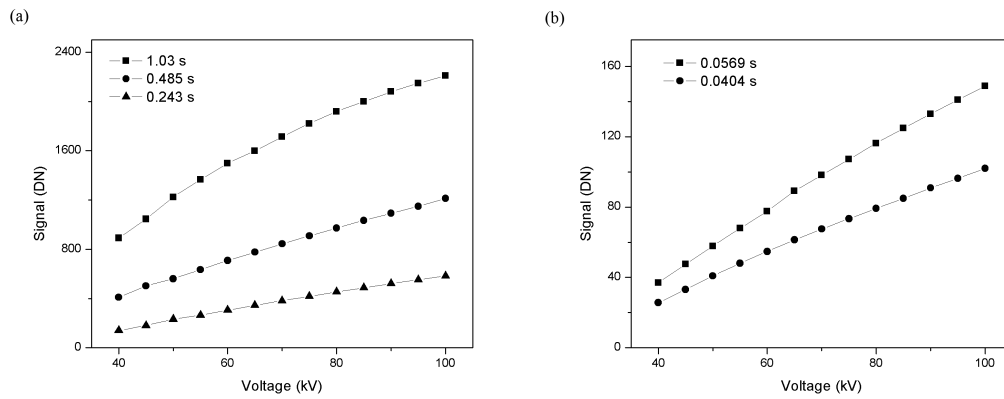 (a)
2400
1600
800
0
Signal (DN)
1.03 s
0.485 s
0.243 s
40
60
80
100
Voltage (kV)
(b)
160
120
80
40
0
Signal (DN)
0.0569 s
0.0404 s
40
60
80
100
Voltage (kV)